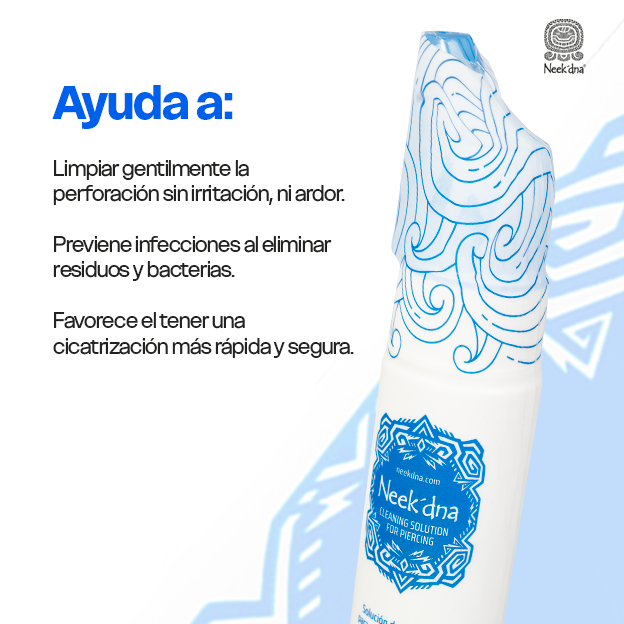 Neek'dna®
Ayuda a:
Limpiar gentilmente la
perforación sin irritación, ni ardor.
Previene infecciones al eliminar
residuos y bacterias.
Favorece el tener una
cicatrización más rápida y segura.
neekdna.com
Neek'dna
CLEANING SOLUTION
FOR PIERCING
Solución